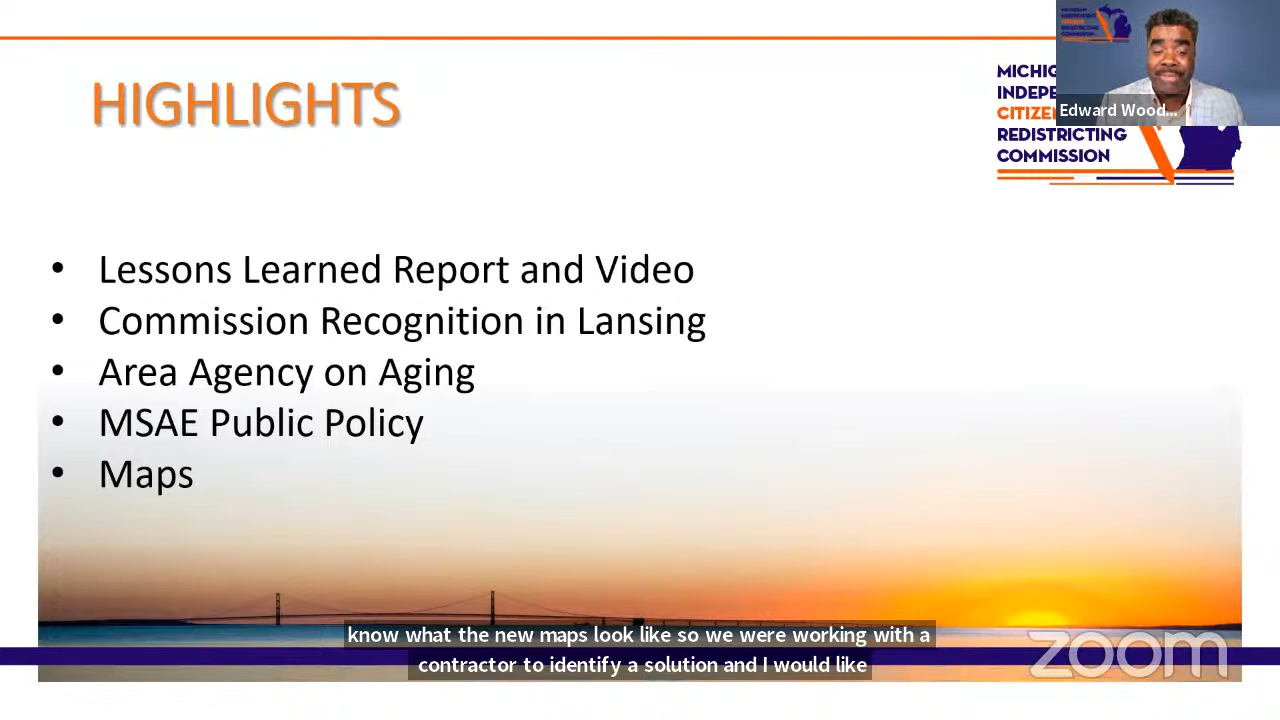 HIGHLIGHTS
MICHIG
INDEPE
CITIZE
REDISTRICTING
COMMISSION
Edward Wood...
• Lessons Learned Report and Video
• Commission Recognition in Lansing
• Area Agency on Aging
• MSAE Public Policy
• Maps
know what the new maps look like so we were working with a
contractor to identify a solution and I would like
zoom